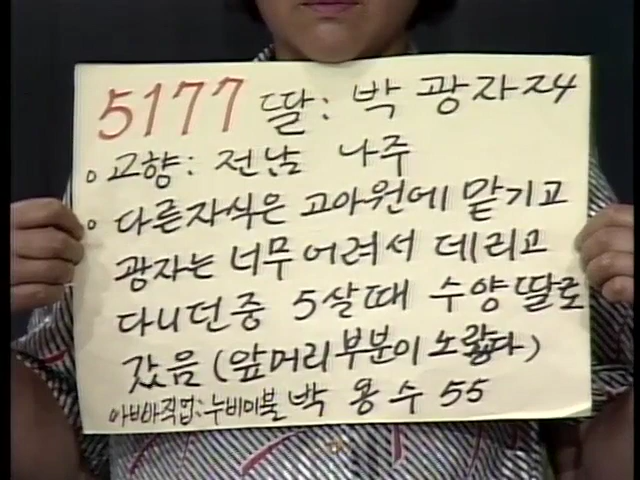 5177 딸: 박 광자 34
◦ 고향: 전남 나주
◦ 다른자식은 고아원에 맡기고
광자는 너무 어려서 데리고
다니던중 5살때 수양딸로
갔음 (앞머리 부분이 노랗다)
아빠직업:누비이불 박 용 수 55